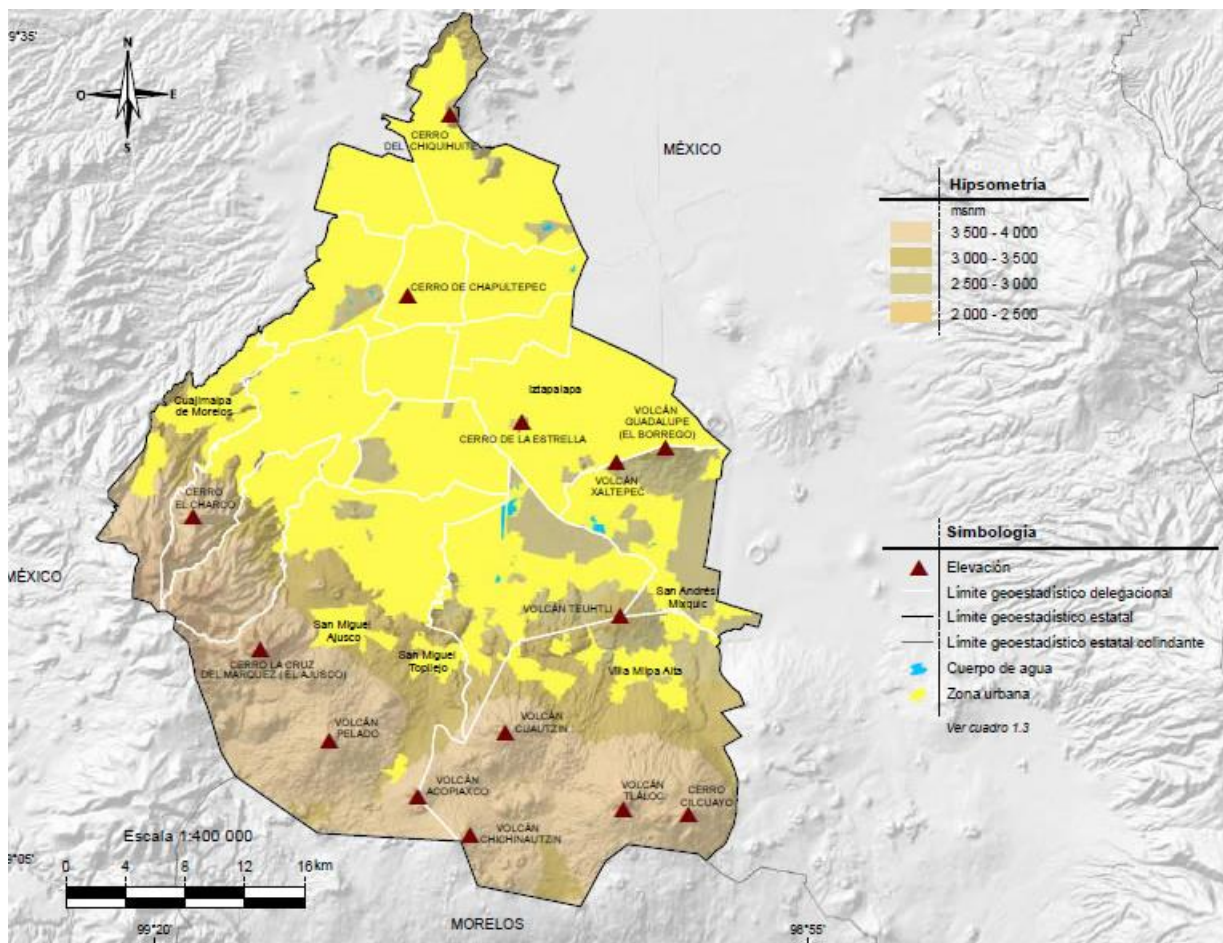 9°35'
N
O
E
S
CERRO
DEL CHIQUIHUITE
MÉXICO
Hipsometría
msnm
3 500 - 4 000
3 000 - 3 500
2 500 - 3 000
2 000 - 2 500
CERRO DE CHAPULTEPEC
Cuajimalpa
de Morelos
Iztapalapa
CERRO DE LA ESTRELLA
VOLCÁN
GUADALUPE
(EL BORREGO)
VOLCÁN
XALTEPEC
CERRO
EL CHARCO
MÉXICO
Simbología
Elevación
Límite geoestadístico delegacional
Límite geoestadístico estatal
Límite geoestadístico estatal colindante
Cuerpo de agua
Zona urbana
Ver cuadro 1.3
San Andrés
Mixquic
VOLCÁN TEUHTLI
San Miguel
Ajusco
San Miguel
Topilejo
Villa Milpa Alta
CERRO LA CRUZ
DEL MARQUEZ (EL AJUSCO)
VOLCÁN
PELADO
VOLCÁN
CUAUTZIN
VOLCÁN
ACOPIAXCO
VOLCÁN
TLÁLOC
CERRO
CILCUAYO
VOLCÁN
CHICHINAUTZIN
Escala 1:400 000
0 4 8 12 16 km
9°05'
MORELOS
99°20'
98°55'